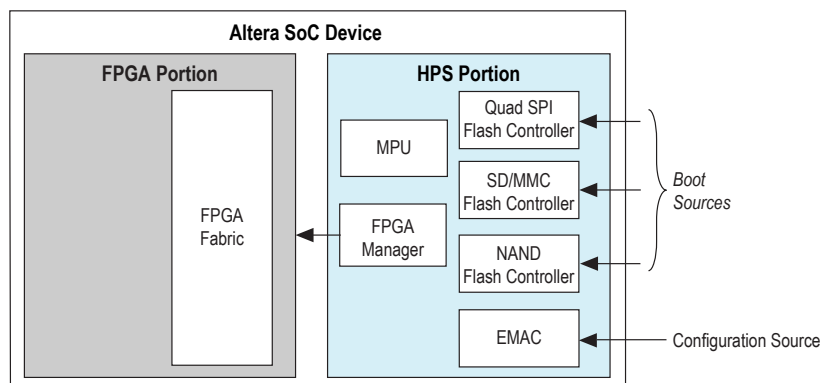 Altera SoC Device
FPGA Portion
HPS Portion
FPGA
Fabric
MPU
FPGA
Manager
Quad SPI
Flash Controller
SD/MMC
Flash Controller
NAND
Flash Controller
EMAC
Boot
Sources
Configuration Source